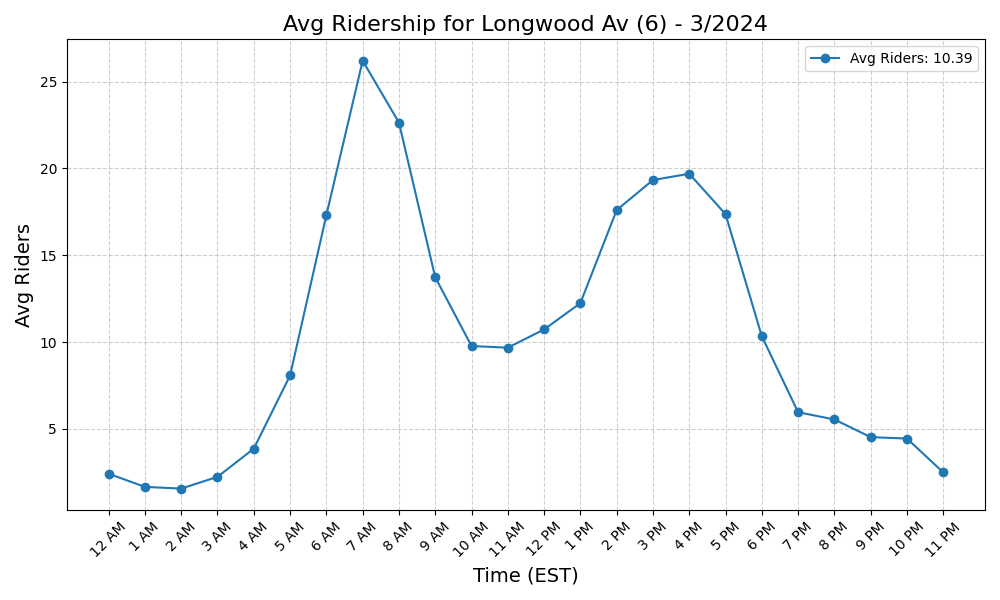 Avg Ridership for Longwood Av (6) - 3/2024
Avg Riders: 10.39
Avg Riders
25
20
15
10
5
12 AM
1 AM
2 AM
3 AM
4 AM
5 AM
6 AM
7 AM
8 AM
9 AM
10 AM
11 AM
12 PM
1 PM
2 PM
3 PM
4 PM
5 PM
6 PM
7 PM
8 PM
9 PM
10 PM
11 PM
Time (EST)